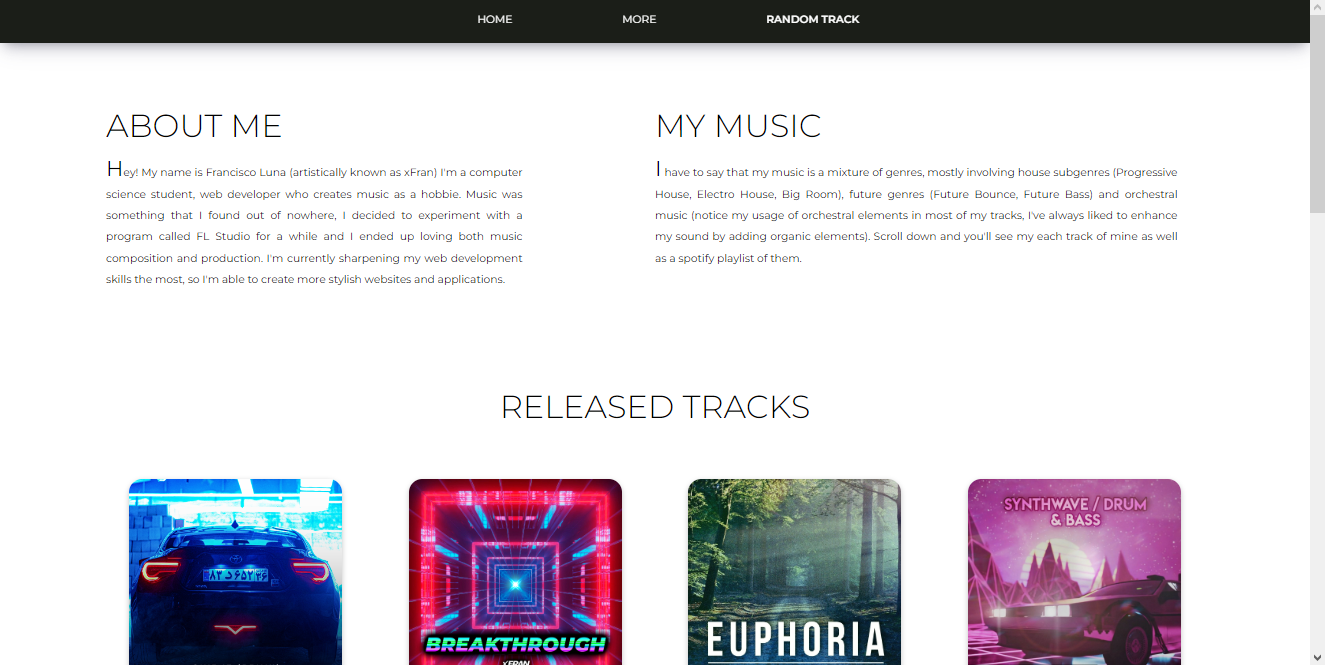 HOME MORE RANDOM TRACK
ABOUT ME
Hey! My name is Francisco Luna (artistically known as xFran) I'm a computer
science student, web developer who creates music as a hobbie. Music was
something that I found out of nowhere, I decided to experiment with a
program called FL Studio for a while and I ended up loving both music
composition and production. I'm currently sharpening my web development
skills the most, so I'm able to create more stylish websites and applications.
MY MUSIC
I have to say that my music is a mixture of genres, mostly involving house subgenres (Progressive
House, Electro House, Big Room), future genres (Future Bounce, Future Bass) and orchestral
music (notice my usage of orchestral elements in most of my tracks, I've always liked to enhance
my sound by adding organic elements). Scroll down and you'll see my each track of mine as well
as a spotify playlist of them.
RELEASED TRACKS
BREAKTHROUGH
XFRAN
EUPHORIA
SYNTHWAVE / DRUM
& BASS